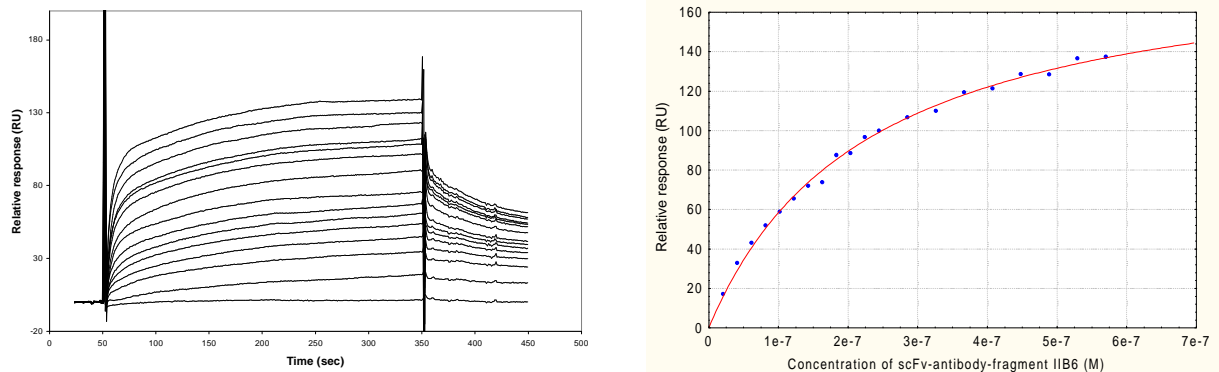 180
130
80
30
-20
Relative response (RU)
0 50 100 150 200 250 300 350 400 450 500
Time (sec)
160
140
120
100
80
60
40
20
0
Relative response (RU)
0 1e-7 2e-7 3e-7 4e-7 5e-7 6e-7 7e-7
Concentration of scFv-antibody-fragment IIB6 (M)